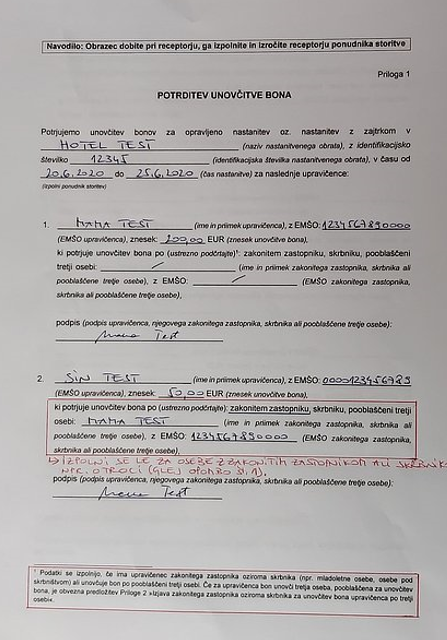 Navodilo: Obrazec dobite pri receptorju, ga izpolnite in izročite receptorju ponudnika storitve
Priloga 1
POTRDITEV UNOVČITVE BONA
Potrjujemo unovčitev bonov za opravljeno nastanitev oz. nastanitev z zajtrkom v
HOTEL TEST (naziv nastanitvenega obrata), z identifikacijsko
številko 12345 (identifikacijska številka nastanitvenega obrata), v času od
20.6.2020 do 25.6.2020 (čas nastanitve) za naslednje upravičence:
(izpolni ponudnik storitev)
1. MAMA TEST (ime in priimek upravičenca), z EMŠO: 1234567890000
(EMŠO upravičenca), znesek: 200,00 EUR (znesek unovčitve bona),
ki potrjuje unovčitev bona po (ustrezno podčrtajte)¹: zakonitem zastopniku, skrbniku, pooblaščeni
tretji osebi: / (ime in priimek zakonitega zastopnika, skrbnika ali
pooblaščene tretje osebe), z EMŠO: / (EMŠO zakonitega zastopnika,
skrbnika ali pooblaščene tretje osebe),
podpis (podpis upravičenca, njegovega zakonitega zastopnika, skrbnika ali pooblaščene tretje osebe):
Mama Test
2. SIN TEST (ime in priimek upravičenca), z EMŠO: 0000123456789
(EMŠO upravičenca), znesek: 50,00 EUR (znesek unovčitve bona),
ki potrjuje unovčitev bona po (ustrezno podčrtajte): zakonitem zastopniku, skrbniku, pooblaščeni tretji
osebi: MAMA TEST (ime in priimek zakonitega zastopnika, skrbnika ali
pooblaščene tretje osebe), z EMŠO: 1234567890000 (EMŠO zakonitega zastopnika,
skrbnika ali pooblaščene tretje osebe),
↳ IZPOLNI SE LE ZA OSEBE Z ZAKONITIM ZASTOPNIKOM ALI SKRBNIKO
NPR. OTROCI (GLEJ OPOMBO ŠT. 1).
podpis (podpis upravičenca, njegovega zakonitega zastopnika, skrbnika ali pooblaščene tretje osebe):
Mama Test
¹ Podatki se izpolnijo, če ima upravičenec zakonitega zastopnika oziroma skrbnika (npr. mladoletne osebe, osebe pod
skrbništvom) ali unovčuje bon po pooblaščeni tretji osebi. Če za upravičenca bon unovči tretja oseba, pooblaščena za unovčitev
bona, je obvezna predložitev Priloge 2 »Izjava zakonitega zastopnika oziroma skrbnika za unovčitev bona upravičenca po tretji
osebi«.